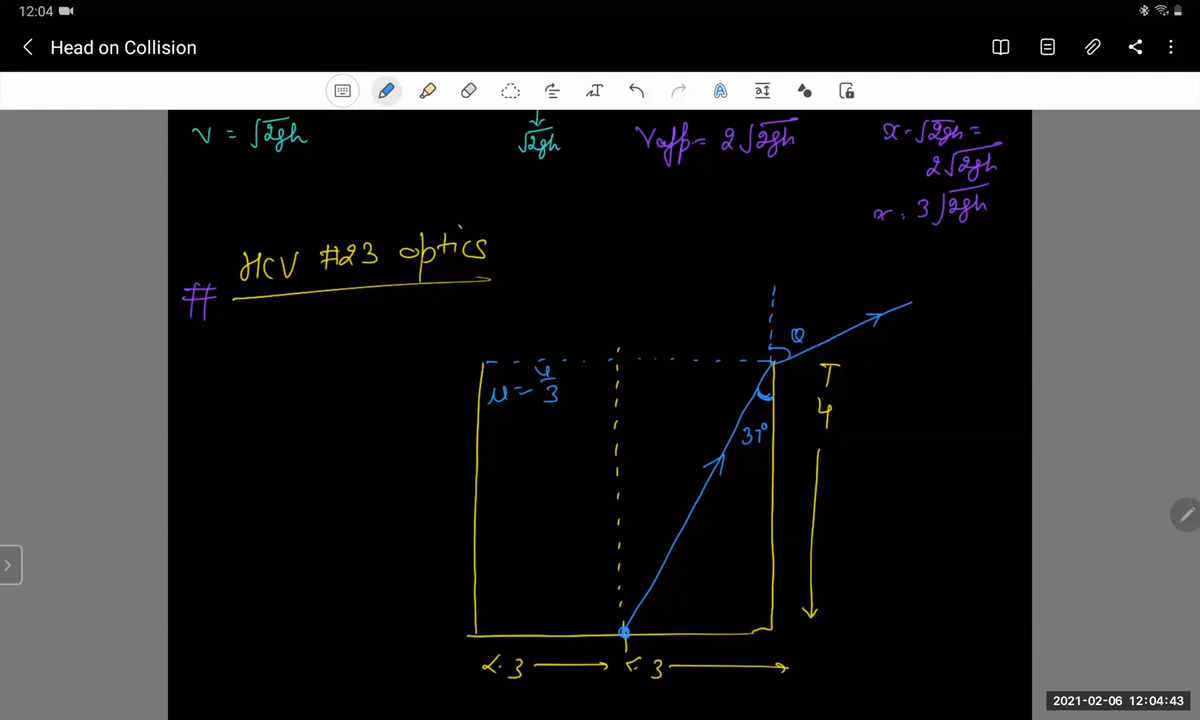 12:04
Head on Collision
v = √2gh
↓
√2gh
Vapp = 2√2gh
x - √2gh =
2√2gh
x = 3√2gh
# HCV #23 optics
θ
μ = 4/3
4
37°
3
3
2021-02-06 12:04:43